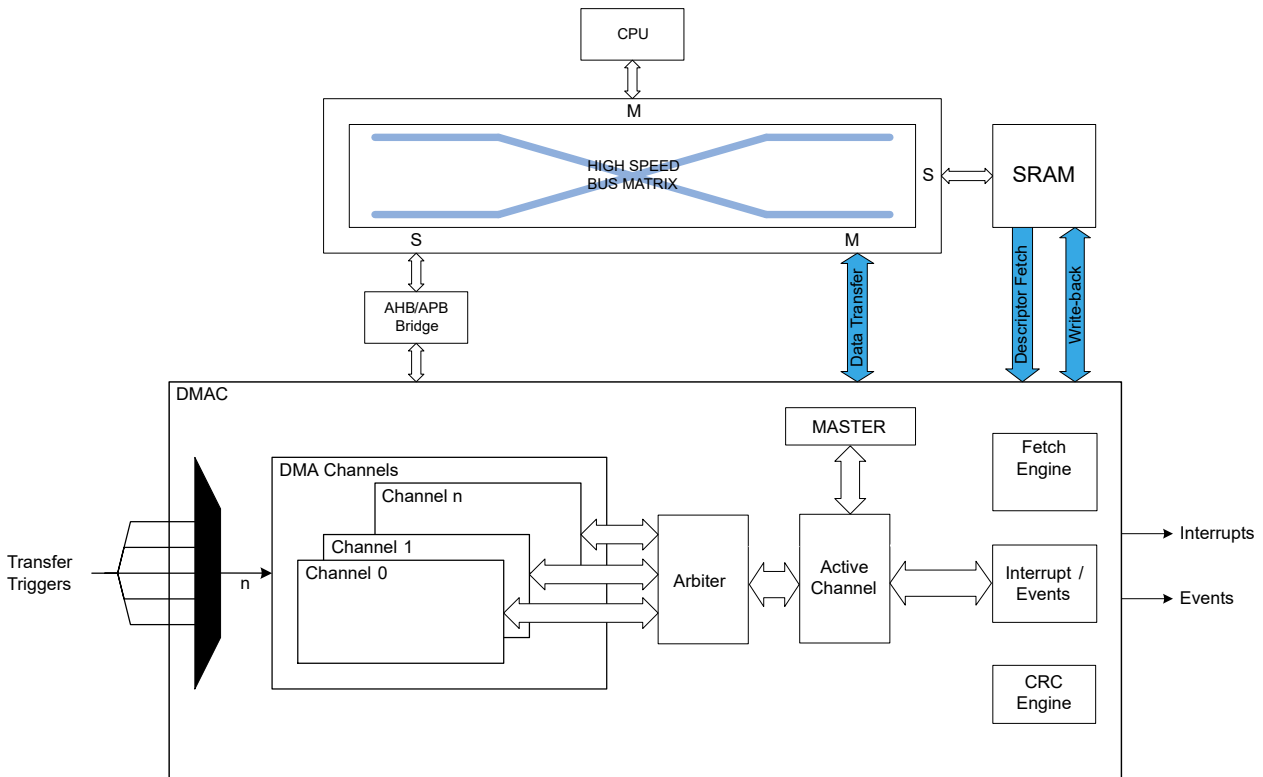 CPU
M
HIGH SPEED
BUS MATRIX
S
SRAM
S
M
AHB/APB
Bridge
Data Transfer
Descriptor Fetch
Write-back
DMAC
MASTER
Fetch
Engine
DMA Channels
Channel n
Channel 1
Channel 0
Transfer
Triggers
n
Arbiter
Active
Channel
Interrupt /
Events
Interrupts
Events
CRC
Engine